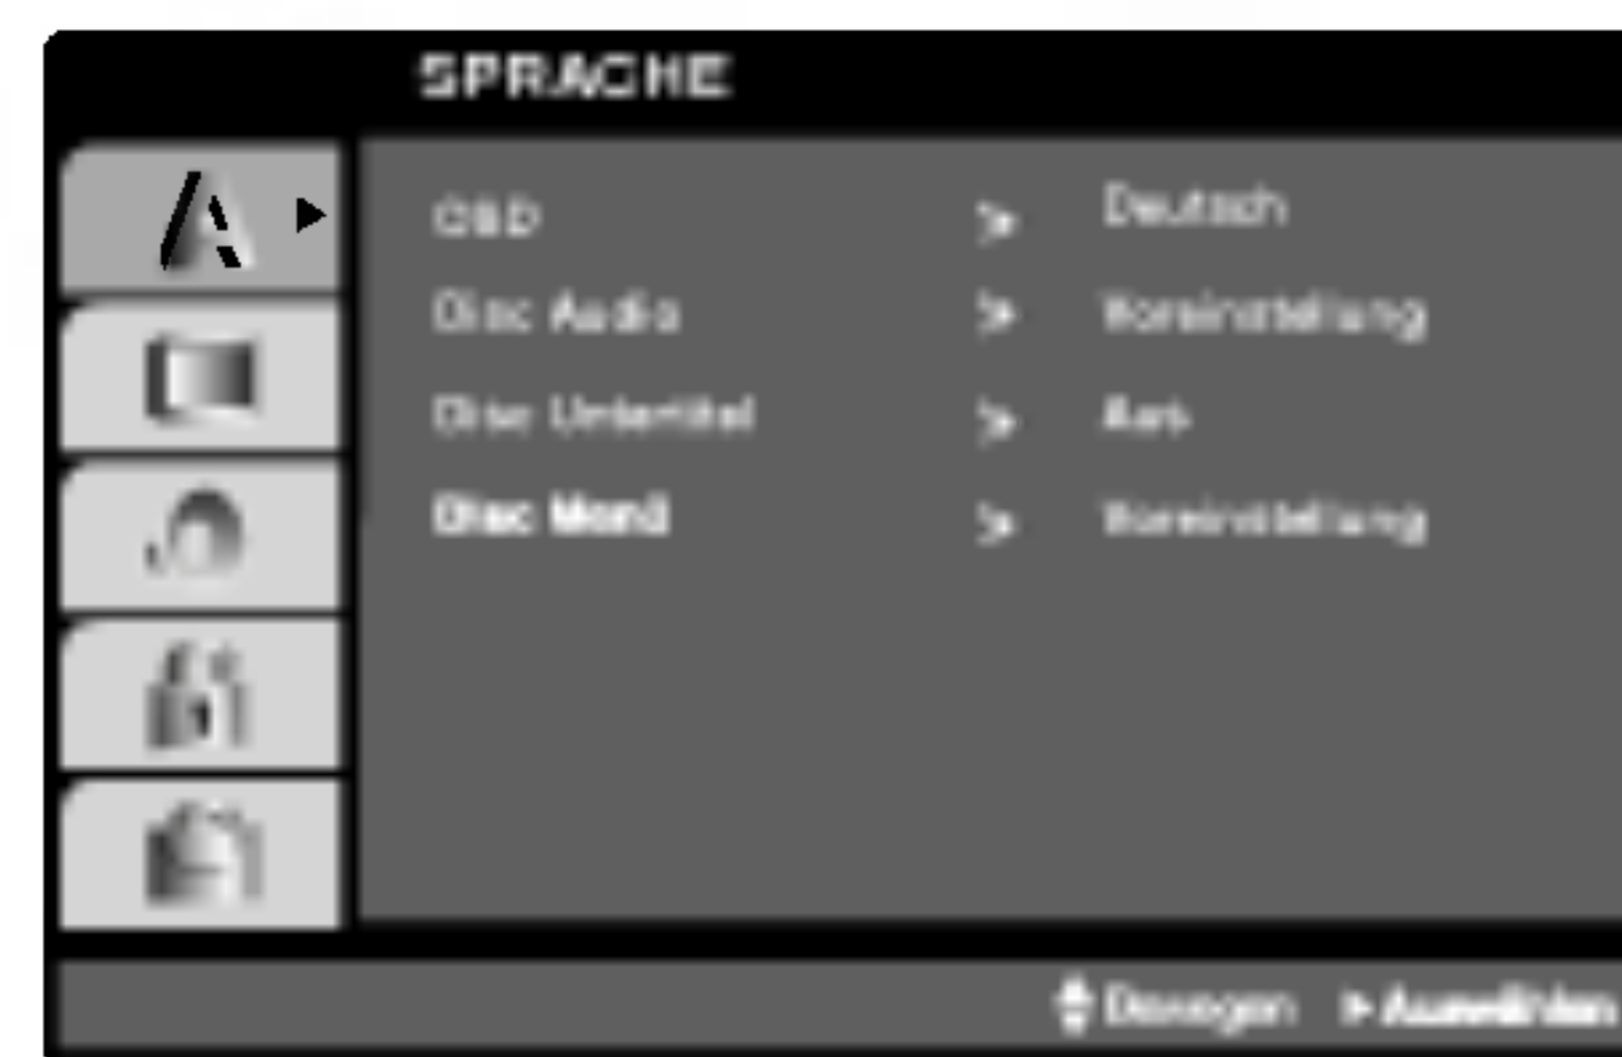 SPRACHE
OSD > Deutsch
Disc Audio > Voreinstellung
Disc Untertitel > Aus
Disc Menü > Voreinstellung
Bewegen Auswählen